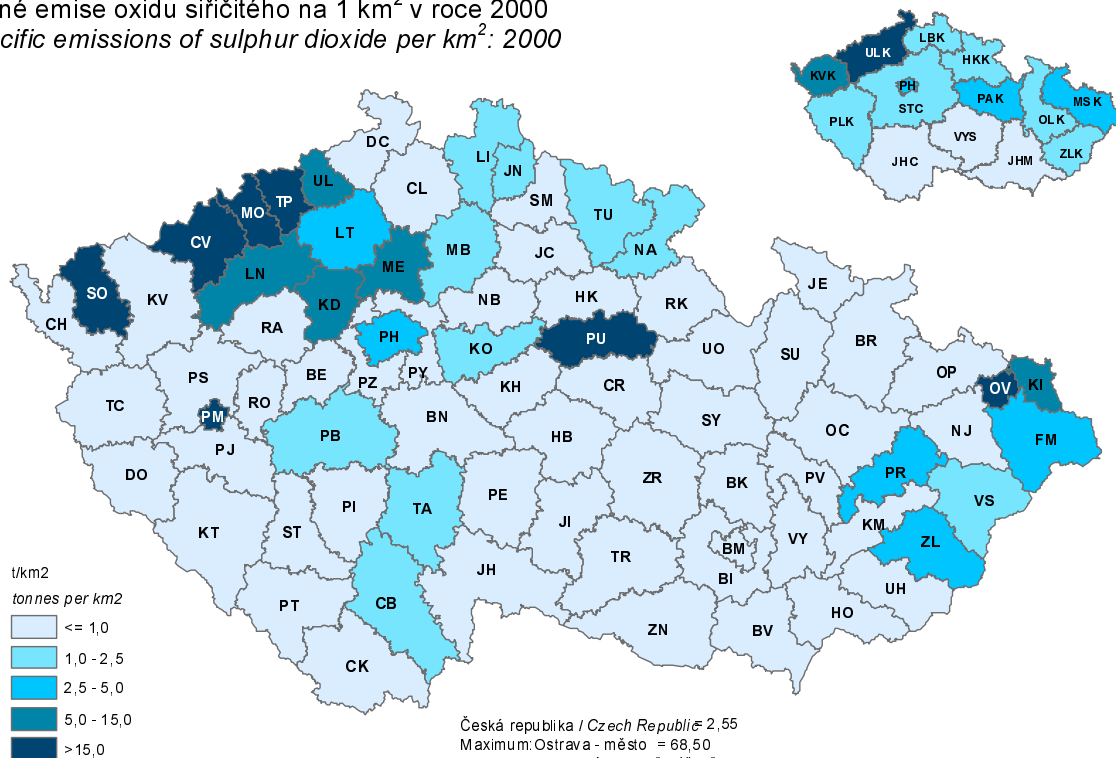 né emise oxidu siřičitého na 1 km² v roce 2000
cific emissions of sulphur dioxide per km²: 2000
LBK
ULK
HKK
KVK
PH
PAK
MSK
STC
OLK
PLK
VYS
ZLK
JHC
JHM
DC
LI
JN
UL
CL
TP
SM
MO
TU
LT
CV
MB
NA
JC
ME
LN
JE
SO
KV
NB
HK
RK
KD
CH
RA
PH
PU
BR
KO
UO
SU
OP
PS
BE
PZ
PY
KH
CR
OV
KI
TC
RO
PM
BN
SY
OC
NJ
FM
PB
HB
PJ
DO
PR
ZR
PV
BK
PE
VS
PI
TA
KM
JI
ST
KT
VY
ZL
BM
TR
JH
BI
UH
PT
CB
HO
ZN
BV
CK
t/km2
tonnes per km2
<= 1,0
1,0 - 2,5
2,5 - 5,0
5,0 - 15,0
>15,0
Česká republika / Czech Republic = 2,55
Maximum: Ostrava - město = 68,50